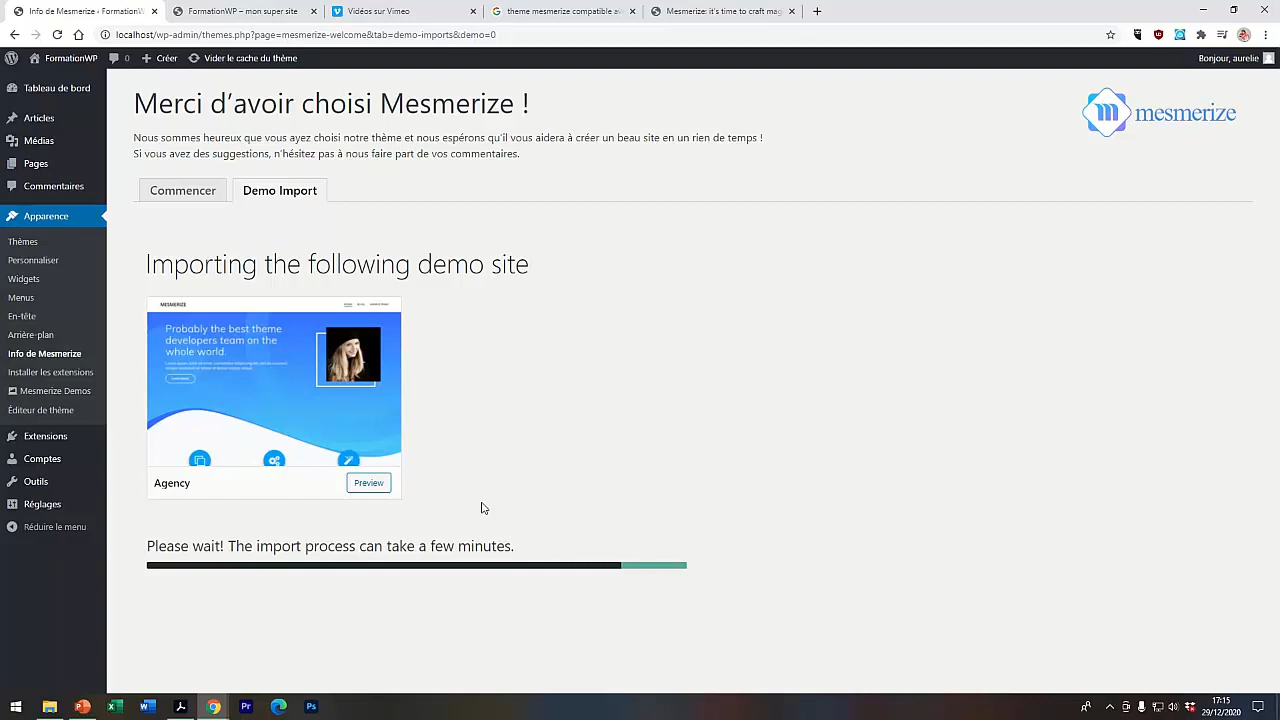 Info de Mesmerize ‹ FormationW
FormationWP – mon super site
Vidéos sur Vimeo
theme mesmerize compatible av
Mesmerize: it's time to craft mag
localhost/wp-admin/themes.php?page=mesmerize-welcome&tab=demo-imports&demo=0
FormationWP
0
Créer
Vider le cache du thème
Bonjour, aurelie
Tableau de bord
Articles
Médias
Pages
Commentaires
Apparence
Thèmes
Personnaliser
Widgets
Menus
En-tête
Arrière-plan
Info de Mesmerize
Installer les extensions
Mesmerize Demos
Éditeur de thème
Extensions
Comptes
Outils
Réglages
Réduire le menu
Merci d'avoir choisi Mesmerize !
Nous sommes heureux que vous ayez choisi notre thème et nous espérons qu'il vous aidera à créer un beau site en un rien de temps !
Si vous avez des suggestions, n'hésitez pas à nous faire part de vos commentaires.
mesmerize
Commencer
Demo Import
Importing the following demo site
MESMERIZE
Probably the best theme
developers team on the
whole world.
Agency
Preview
Please wait! The import process can take a few minutes.
17:15
29/12/2020